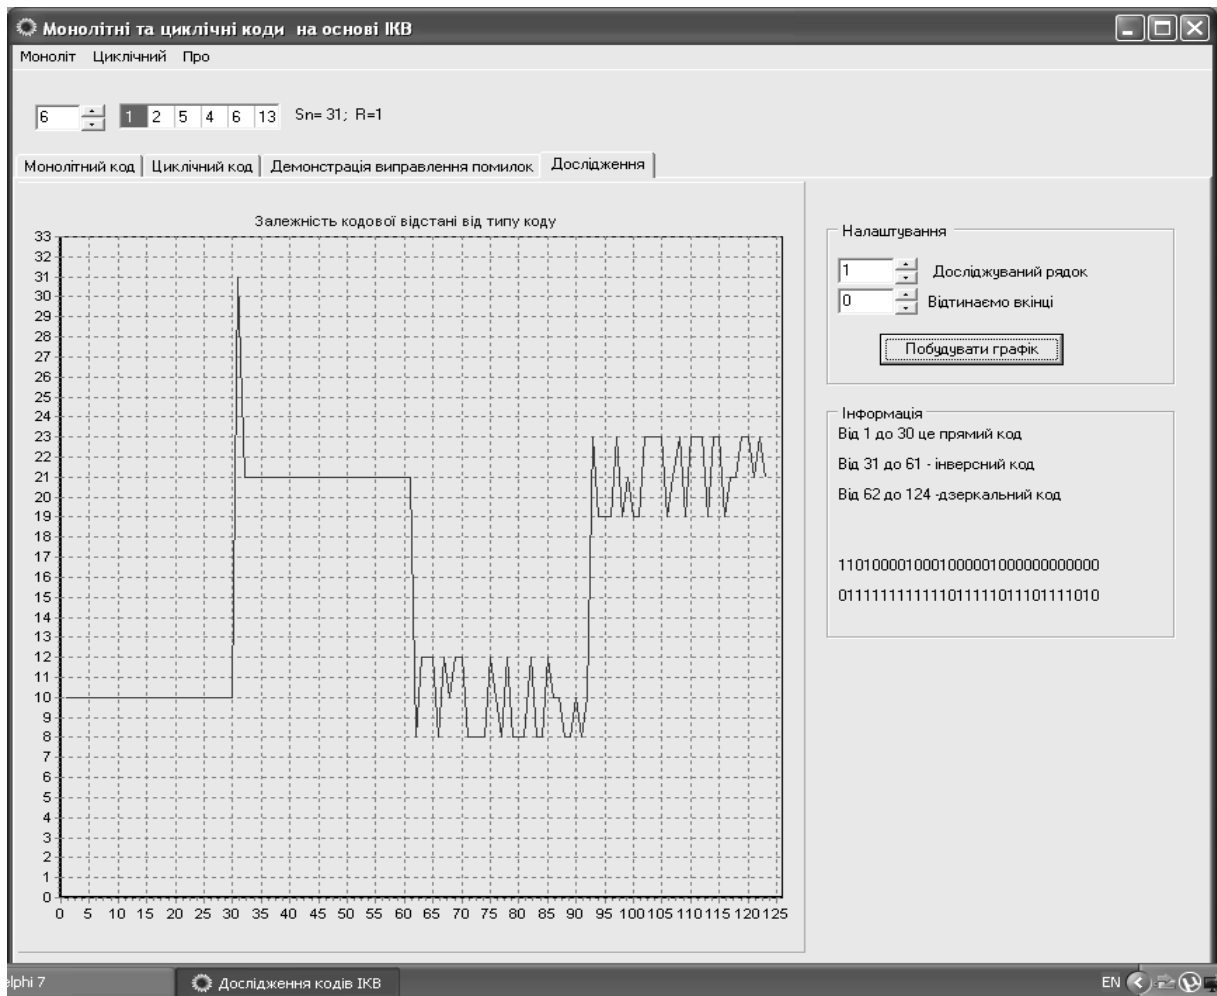 Монолітні та циклічні коди на основі ІКВ
Моноліт Циклічний Про
6 1 2 5 4 6 13 Sn= 31; R=1
Монолітний код Циклічний код Демонстрація виправлення помилок Дослідження
Залежність кодової відстані від типу коду
33
32
31
30
29
28
27
26
25
24
23
22
21
20
19
18
17
16
15
14
13
12
11
10
9
8
7
6
5
4
3
2
1
0
0 5 10 15 20 25 30 35 40 45 50 55 60 65 70 75 80 85 90 95 100 105 110 115 120 125
Налаштування
1 Досліджуваний рядок
0 Відтинаємо вкінці
Побудувати графік
Інформація
Від 1 до 30 це прямий код
Від 31 до 61 - інверсний код
Від 62 до 124 -дзеркальний код
1101000010001000001000000000000
0111111111111011111011101111010
elphi 7 Дослідження кодів ІКВ EN